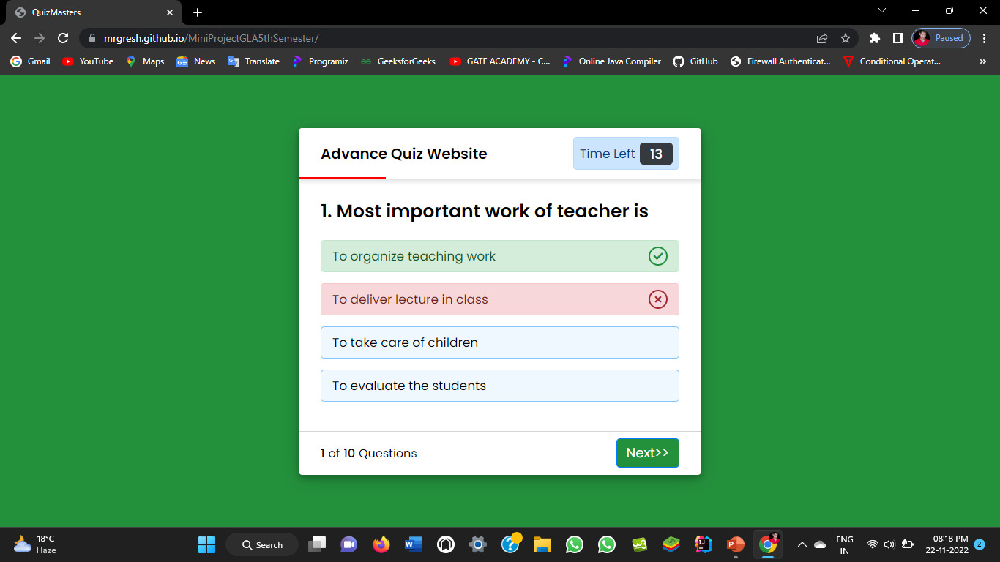 QuizMasters
mrgresh.github.io/MiniProjectGLA5thSemester/
Paused
Gmail YouTube Maps News Translate Programiz GeeksforGeeks GATE ACADEMY - C... Online Java Compiler GitHub Firewall Authenticat... Conditional Operat... »
Advance Quiz Website
Time Left 13
1. Most important work of teacher is
To organize teaching work
To deliver lecture in class
To take care of children
To evaluate the students
1 of 10 Questions
Next>>
18°C
Haze
Search
ENG
IN
08:18 PM
22-11-2022
2